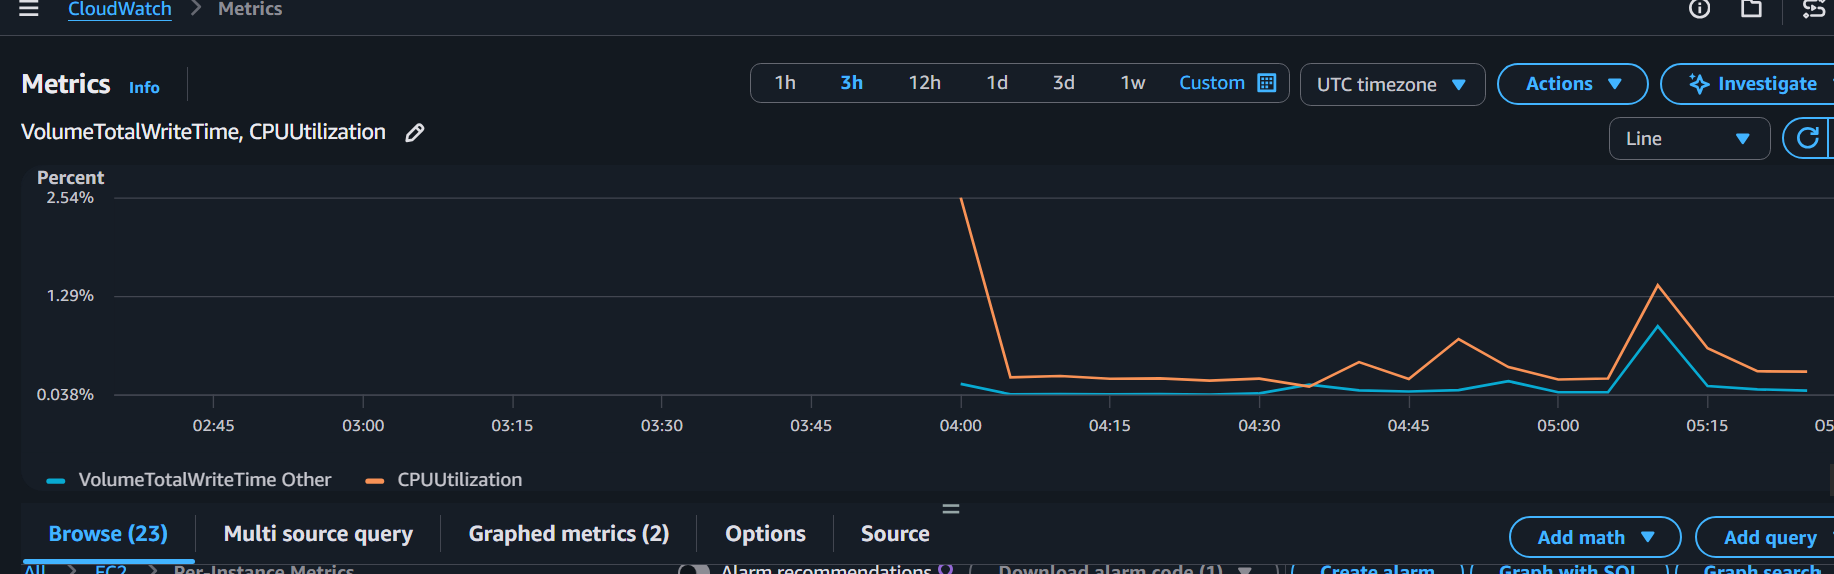 CloudWatch > Metrics
Metrics Info
1h 3h 12h 1d 3d 1w Custom UTC timezone Actions Investigate
VolumeTotalWriteTime, CPUUtilization
Line
Percent
2.54%
1.29%
0.038%
02:45 03:00 03:15 03:30 03:45 04:00 04:15 04:30 04:45 05:00 05:15 05
VolumeTotalWriteTime Other CPUUtilization
Browse (23) Multi source query Graphed metrics (2) Options Source Add math Add query
All > EC2 > Per-Instance Metrics Alarm recommendations Download alarm code (1) Create alarm Graph with SQL Graph search